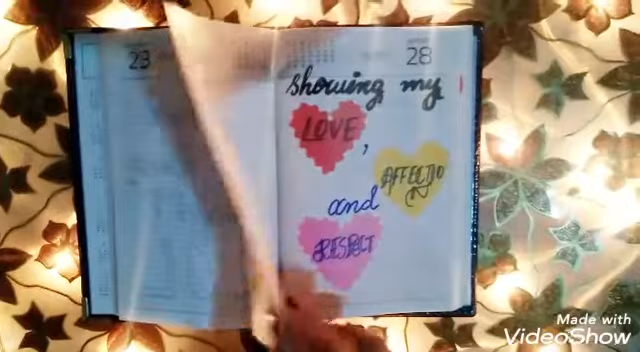 23
28
showing my
LOVE,
AFFECTIO
N
and
RESPECT
Made with
VideoShow